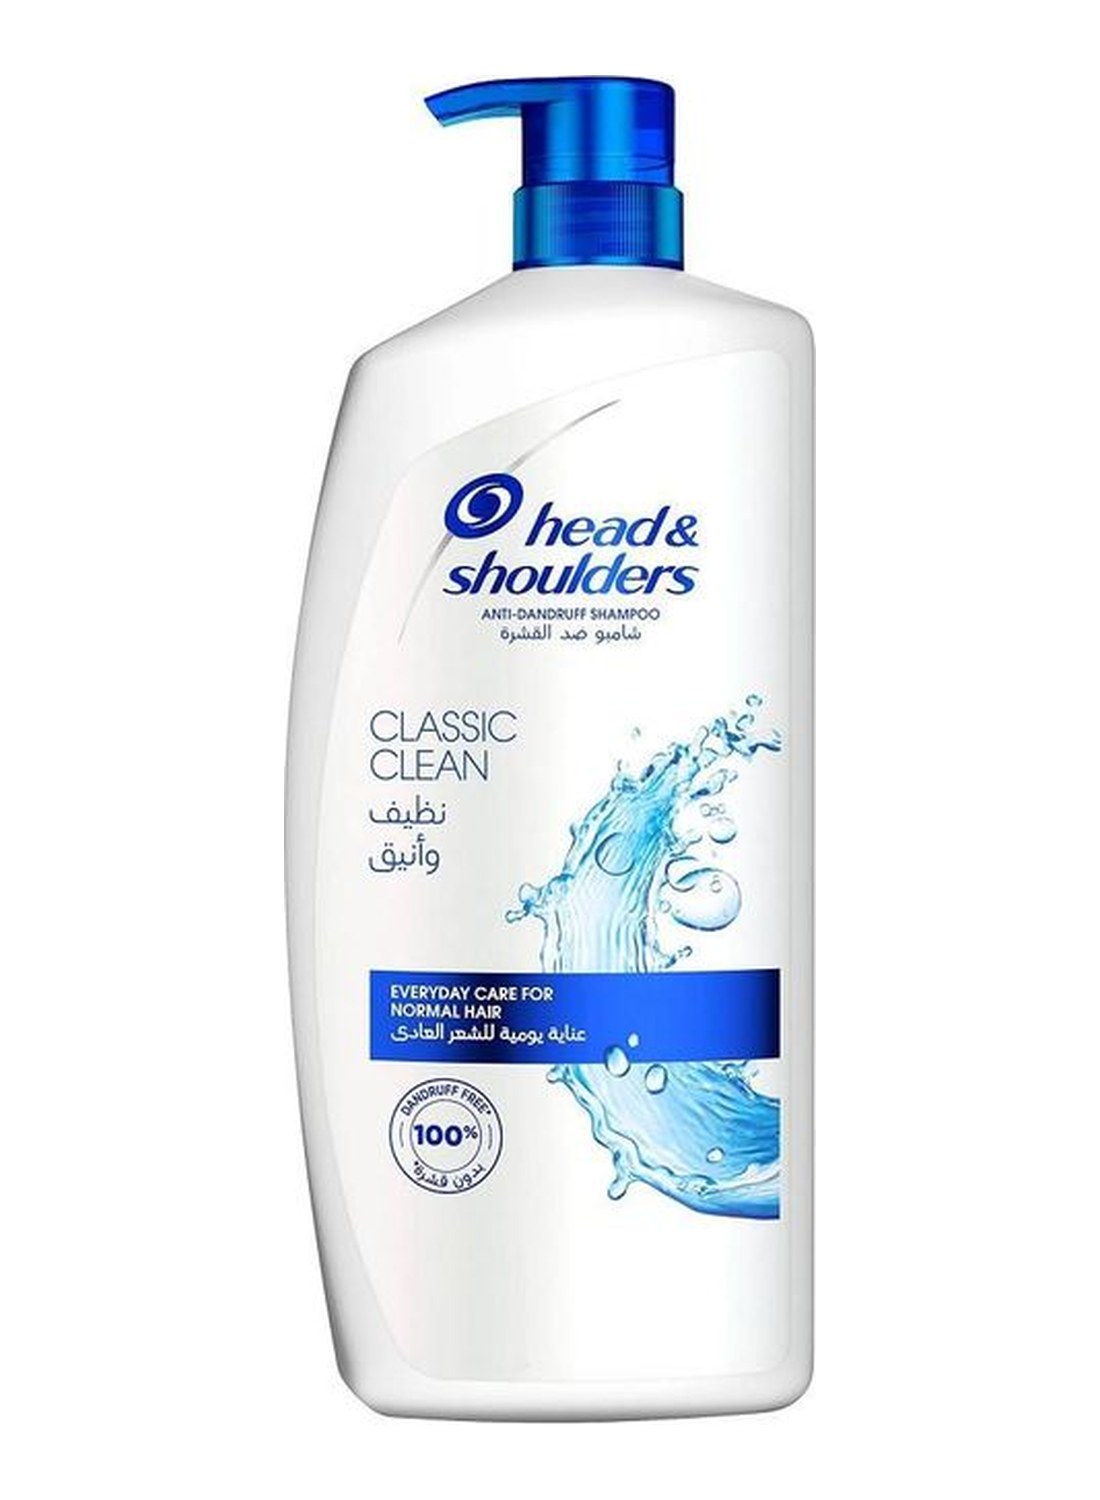 head &
shoulders
ANTI-DANDRUFF SHAMPOO
شامبو ضد القشرة
CLASSIC
CLEAN
نظيف
وأنيق
EVERYDAY CARE FOR
NORMAL HAIR
عناية يومية للشعر العادى
DANDRUFF FREE*
100%
بدون قشرة*